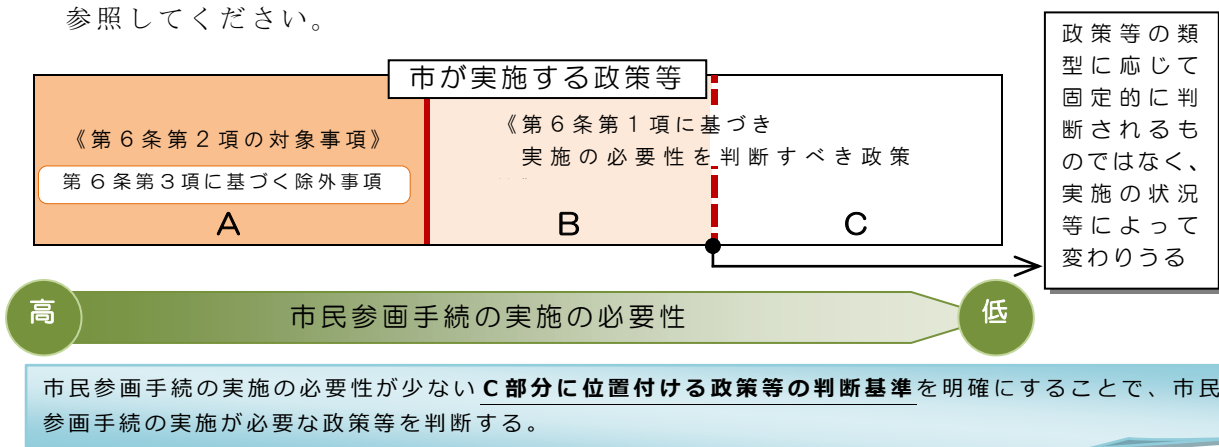 参照してください。
市が実施する政策等
《第６条第２項の対象事項》
第６条第３項に基づく除外事項
A
《第６条第１項に基づき
実施の必要性を判断すべき政策
B
C
政策等の類
型に応じて
固定的に判
断されるも
のではなく、
実施の状況
等によって
変わりうる
高
市民参画手続の実施の必要性
低
市民参画手続の実施の必要性が少ないC部分に位置付ける政策等の判断基準を明確にすることで、市民
参画手続の実施が必要な政策等を判断する。